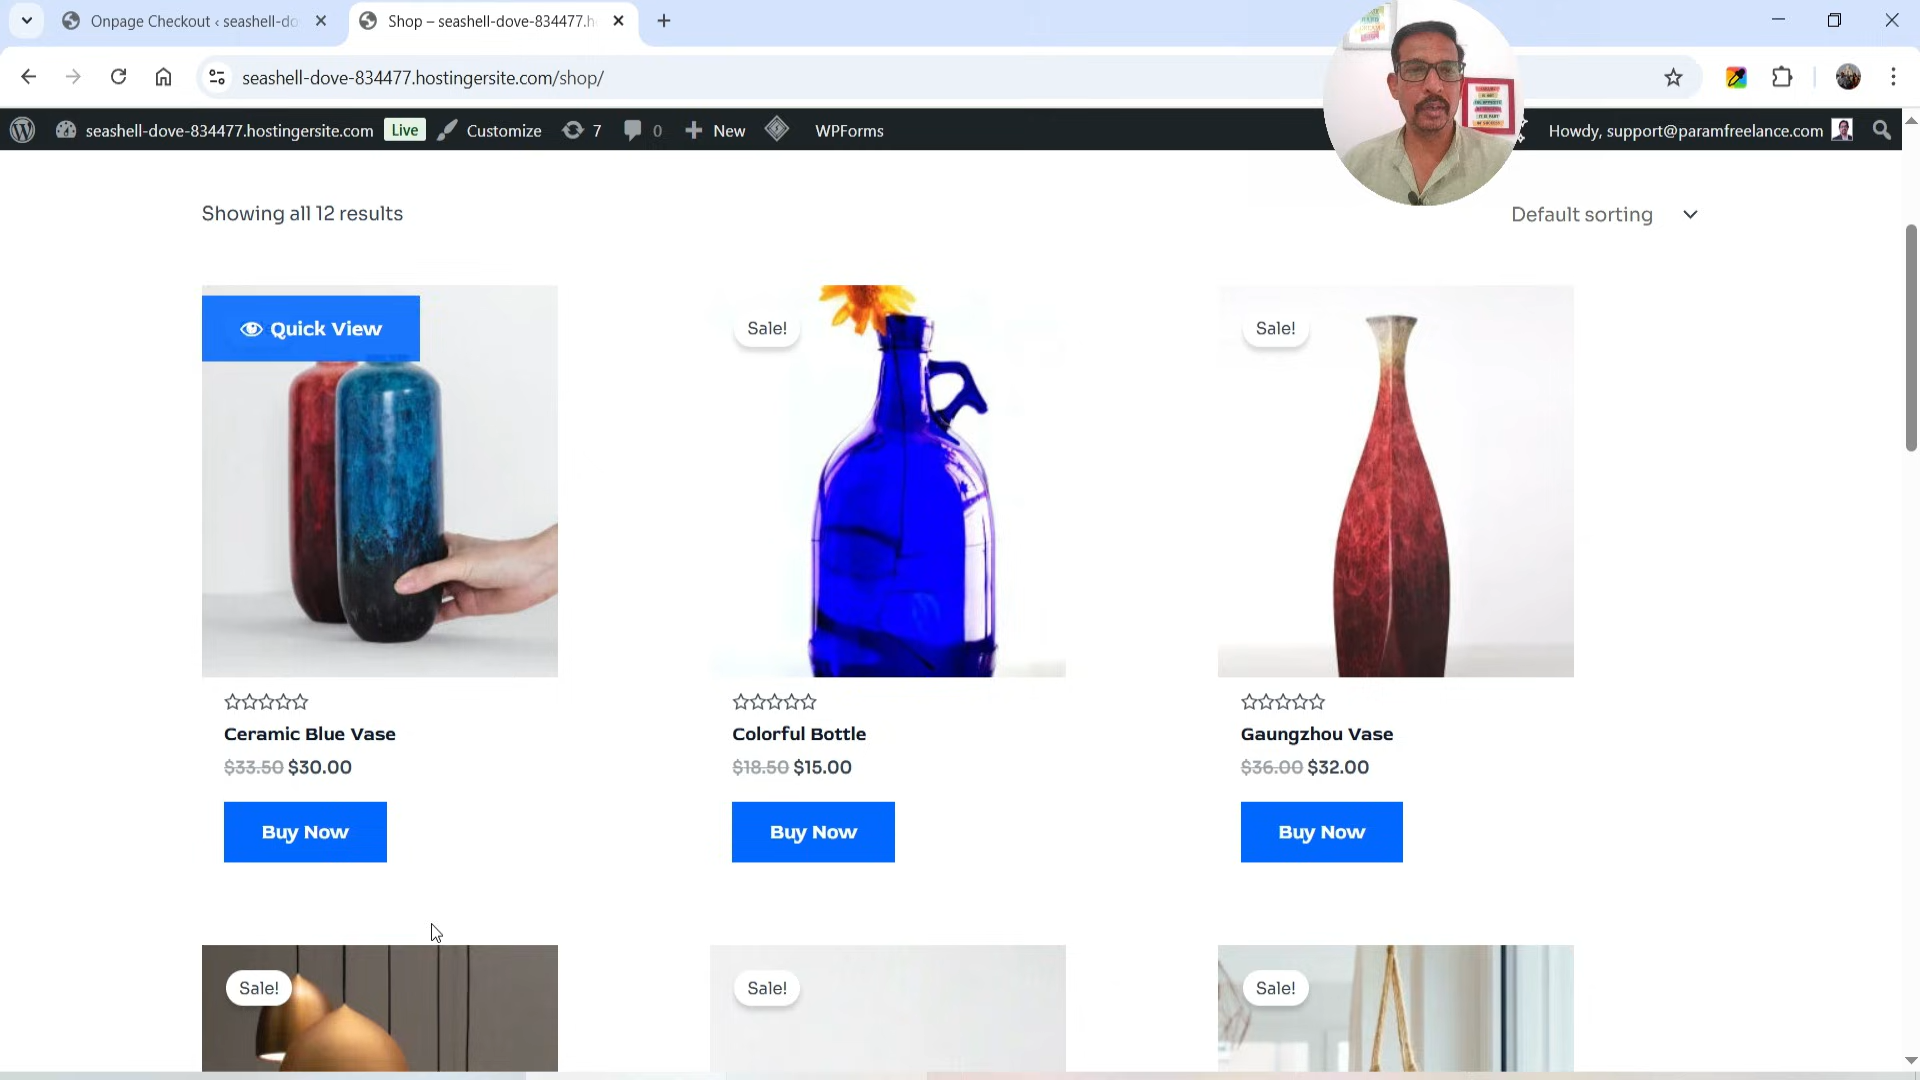 Onpage Checkout ‹ seashell-do
Shop – seashell-dove-834477.h
seashell-dove-834477.hostingersite.com/shop/
seashell-dove-834477.hostingersite.com Live Customize 7 0 New WPForms Howdy, support@paramfreelance.com
Showing all 12 results
Default sorting
Quick View
Sale!
Sale!
Ceramic Blue Vase
Colorful Bottle
Gaungzhou Vase
$33.50 $30.00
$18.50 $15.00
$36.00 $32.00
Buy Now
Buy Now
Buy Now
Sale!
Sale!
Sale!